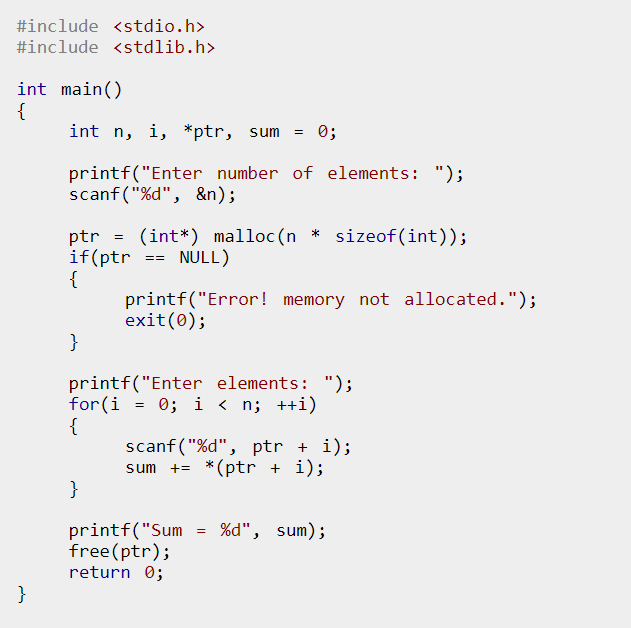 #include <stdio.h>
#include <stdlib.h>
int main()
{
int n, i, *ptr, sum = 0;
printf("Enter number of elements: ");
scanf("%d", &n);
ptr = (int*) malloc(n * sizeof(int));
if(ptr == NULL)
{
printf("Error! memory not allocated.");
exit(0);
}
printf("Enter elements: ");
for(i = 0; i < n; ++i)
{
scanf("%d", ptr + i);
sum += *(ptr + i);
}
printf("Sum = %d", sum);
free(ptr);
return 0;
}